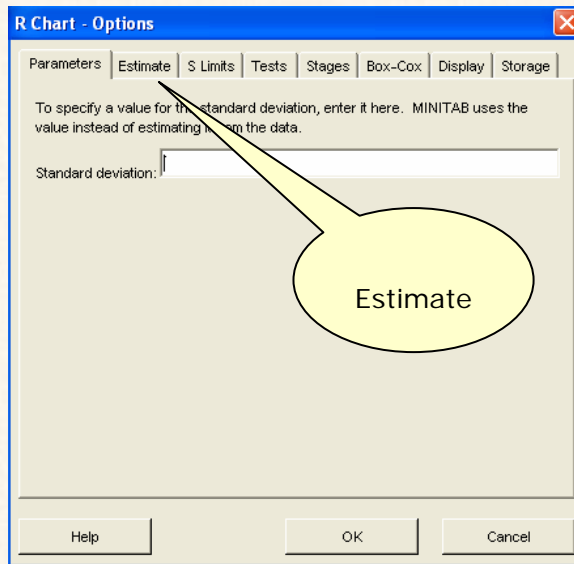 R Chart - Options
Parameters Estimate S Limits Tests Stages Box-Cox Display Storage
To specify a value for the standard deviation, enter it here. MINITAB uses the
value instead of estimating from the data.
Standard deviation:
Estimate
Help OK Cancel